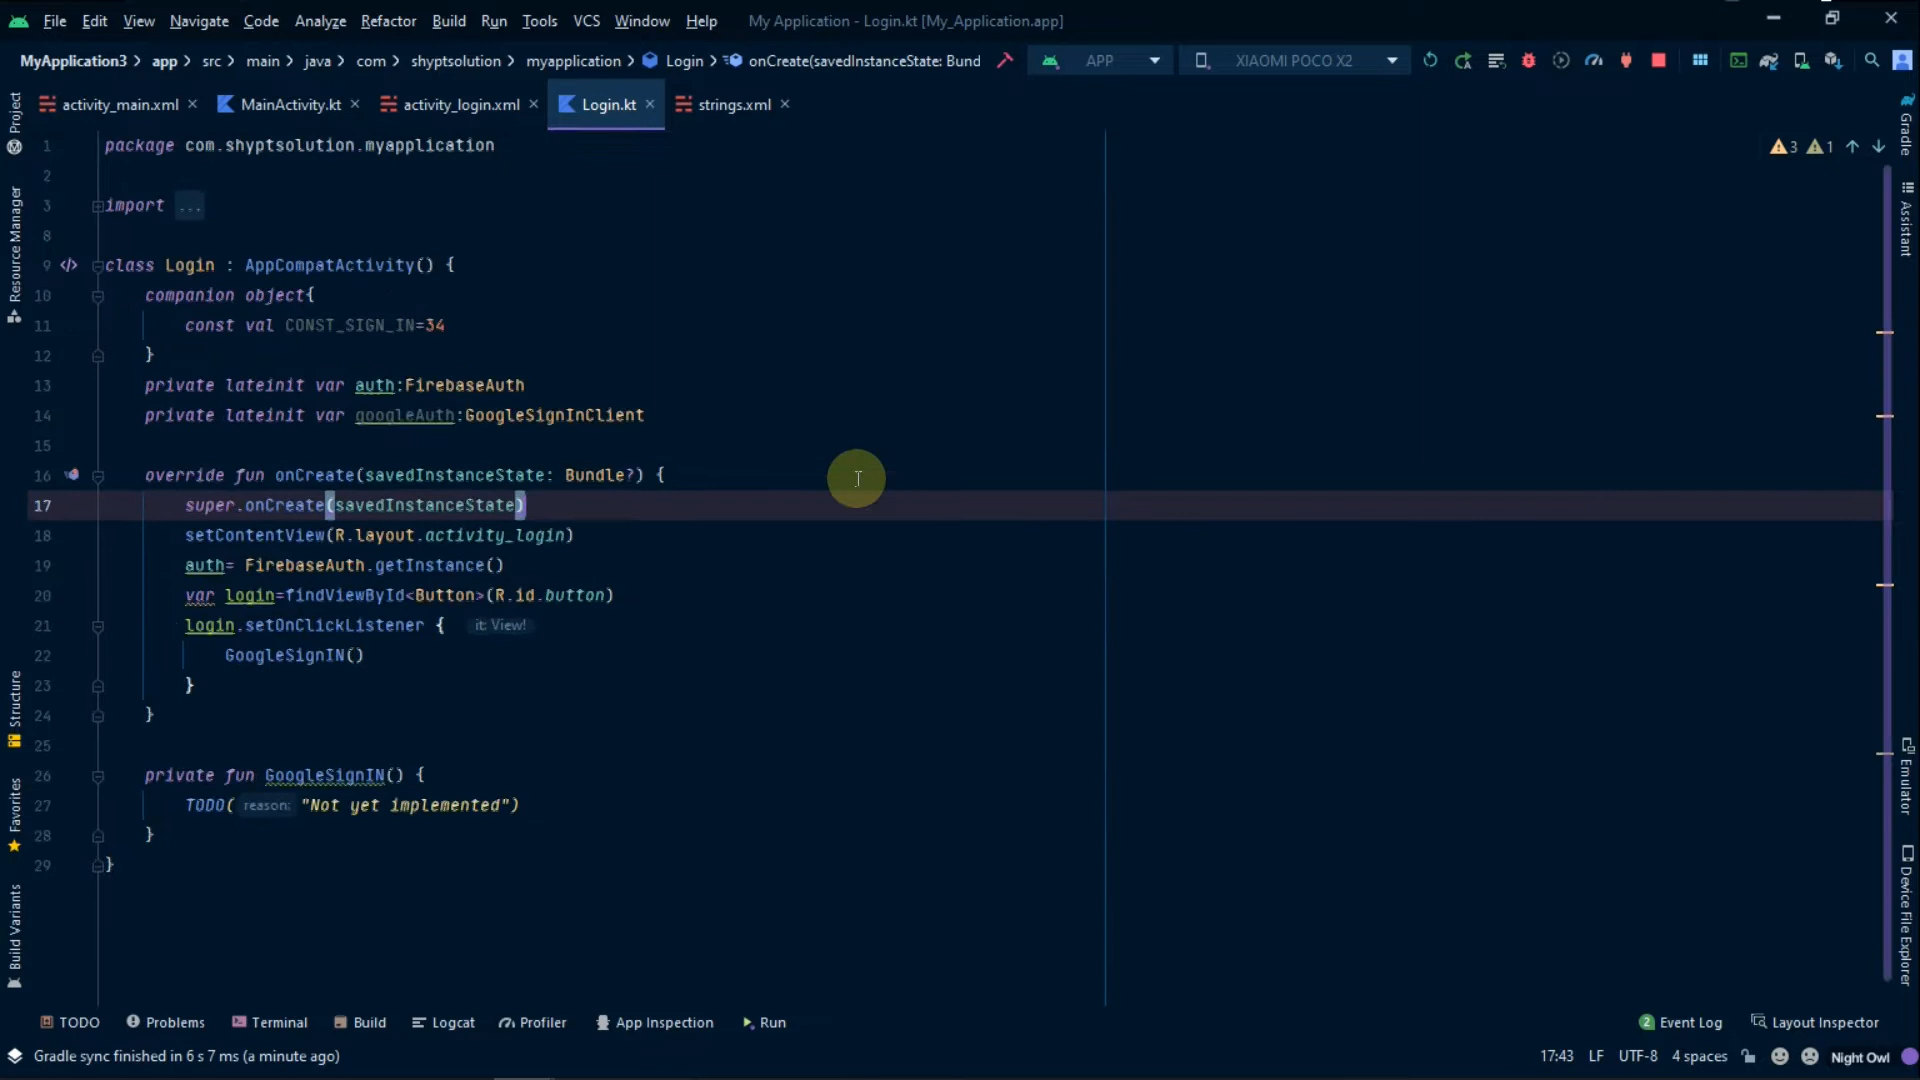 File Edit View Navigate Code Analyze Refactor Build Run Tools VCS Window Help My Application - Login.kt [My_Application.app]
MyApplication3 app src main java com shyptsolution myapplication Login onCreate(savedInstanceState: Bund APP XIAOMI POCO X2
activity_main.xml MainActivity.kt activity_login.xml Login.kt strings.xml
Project
Resource Manager
Structure
Favorites
Build Variants
1 package com.shyptsolution.myapplication
2
3 import ...
8
9 class Login : AppCompatActivity() {
10 companion object{
11 const val CONST_SIGN_IN=34
12 }
13 private lateinit var auth:FirebaseAuth
14 private lateinit var googleAuth:GoogleSignInClient
15
16 override fun onCreate(savedInstanceState: Bundle?) {
17 super.onCreate(savedInstanceState)
18 setContentView(R.layout.activity_login)
19 auth= FirebaseAuth.getInstance()
20 var login=findViewById<Button>(R.id.button)
21 login.setOnClickListener { it: View!
22 GoogleSignIN()
23 }
24 }
25
26 private fun GoogleSignIN() {
27 TODO( reason: "Not yet implemented")
28 }
29 }
3 1
Gradle
Assistant
Emulator
Device File Explorer
TODO Problems Terminal Build Logcat Profiler App Inspection Run 2 Event Log Layout Inspector
Gradle sync finished in 6 s 7 ms (a minute ago) 17:43 LF UTF-8 4 spaces Night Owl